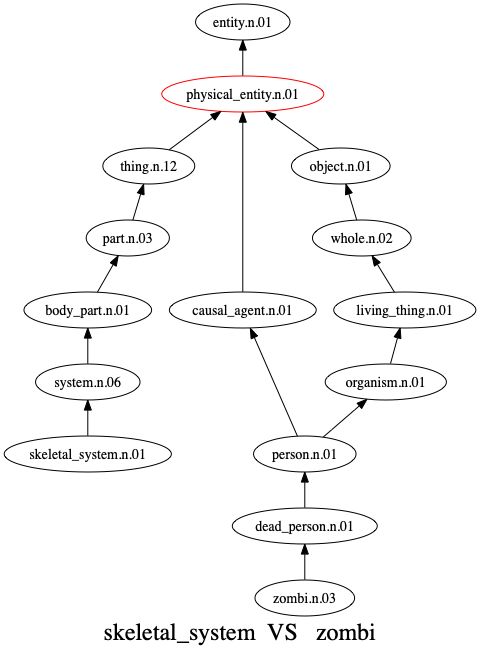 entity.n.01
physical_entity.n.01
thing.n.12
object.n.01
part.n.03
whole.n.02
body_part.n.01
causal_agent.n.01
living_thing.n.01
system.n.06
organism.n.01
skeletal_system.n.01
person.n.01
dead_person.n.01
zombi.n.03
skeletal_system VS zombi